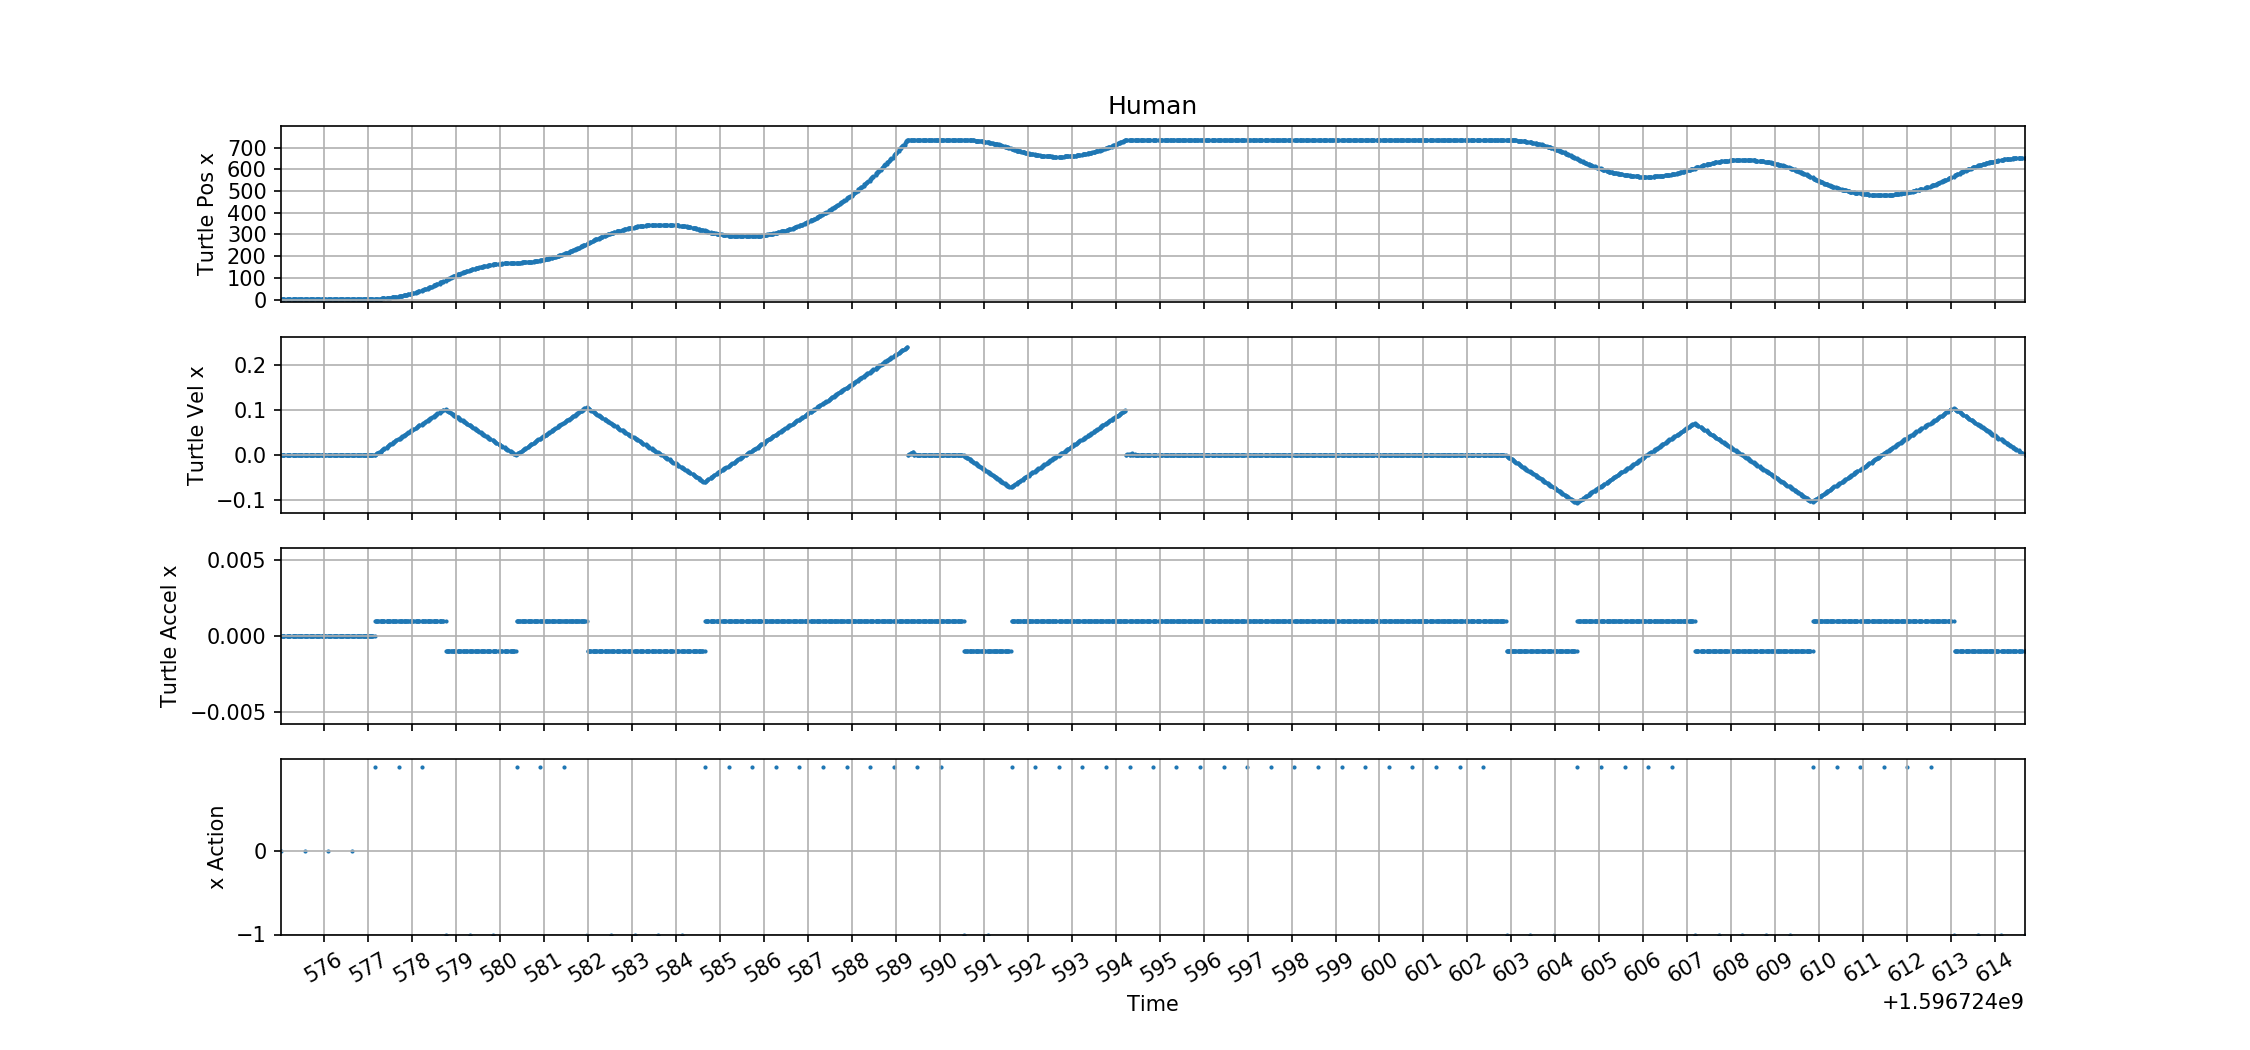 Human
Turtle Pos x
700
600
500
400
300
200
100
0
Turtle Vel x
0.2
0.1
0.0
−0.1
Turtle Accel x
0.005
0.000
−0.005
x Action
0
−1
576 577 578 579 580 581 582 583 584 585 586 587 588 589 590 591 592 593 594 595 596 597 598 599 600 601 602 603 604 605 606 607 608 609 610 611 612 613 614
Time
+1.596724e9